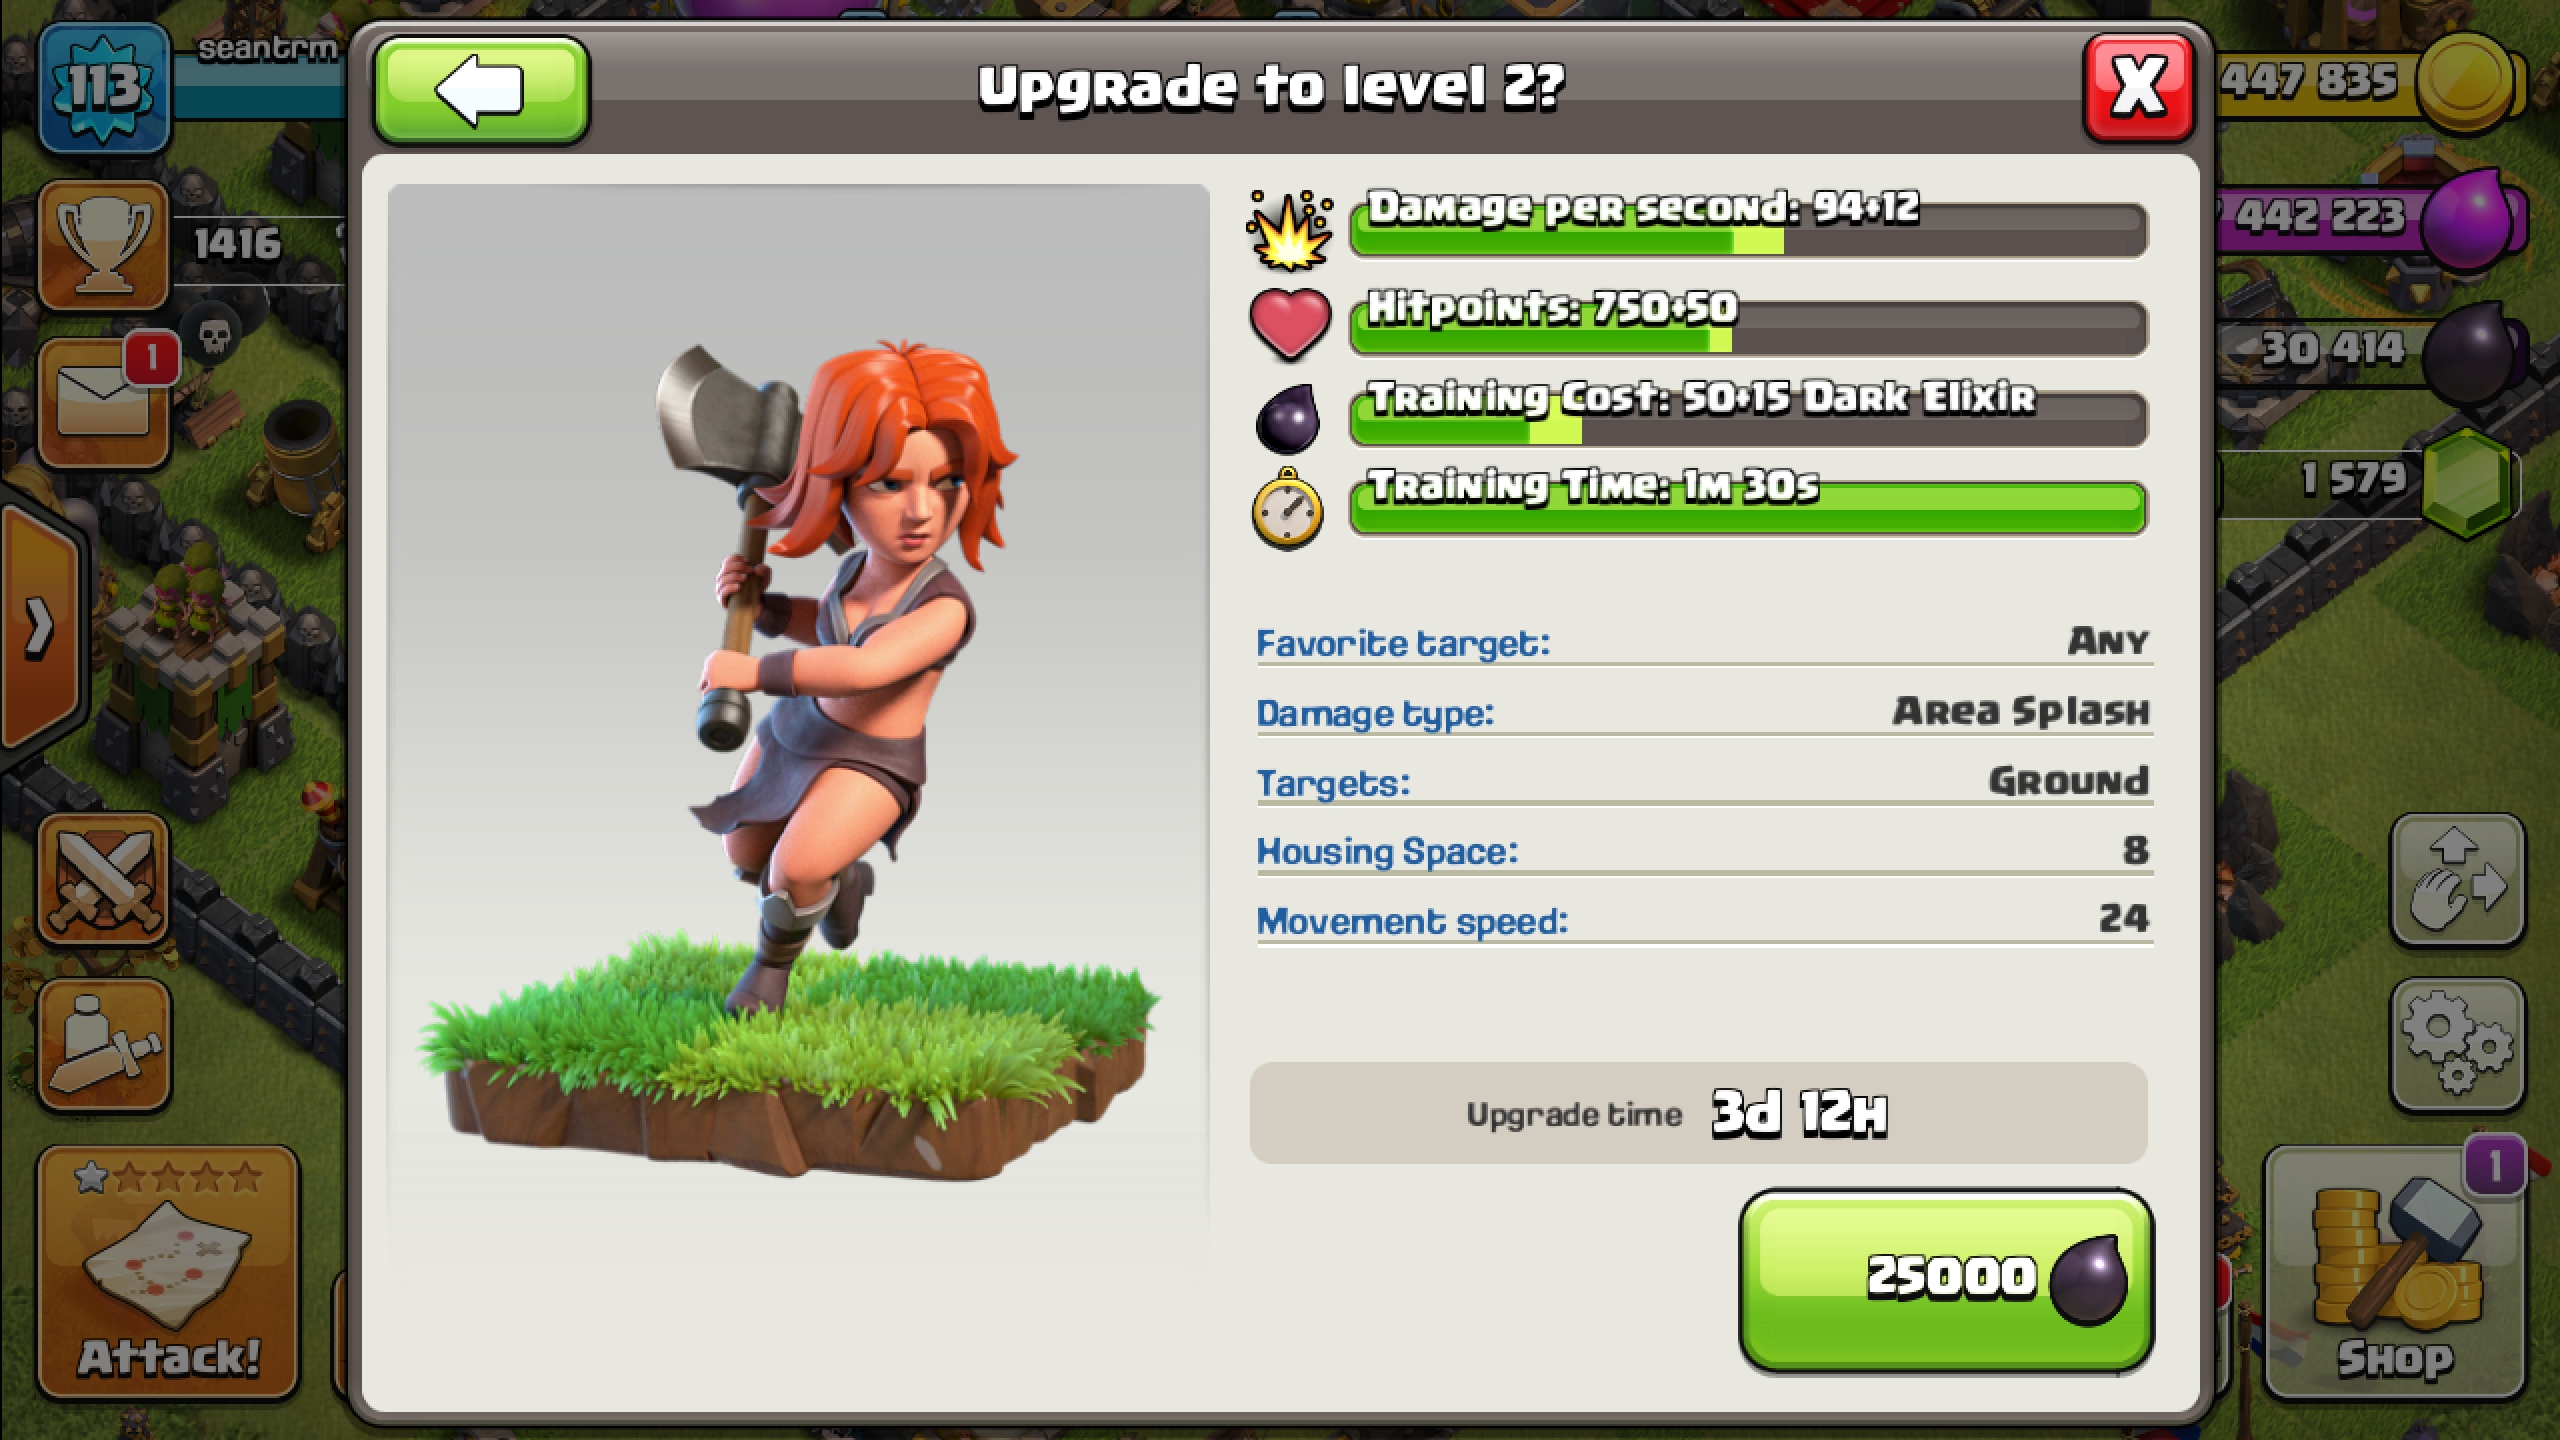 113
seantrm
Upgrade to level 2?
X
447 835
1416
Damage per second: 94+12
442 223
Hitpoints: 750+50
1
30 414
Training Cost: 50+15 Dark Elixir
Training Time: 1m 30s
1 579
Favorite target: Any
Damage type: Area Splash
Targets: Ground
Housing Space: 8
Movement speed: 24
Upgrade time 3d 12h
1
25000
Attack!
Shop